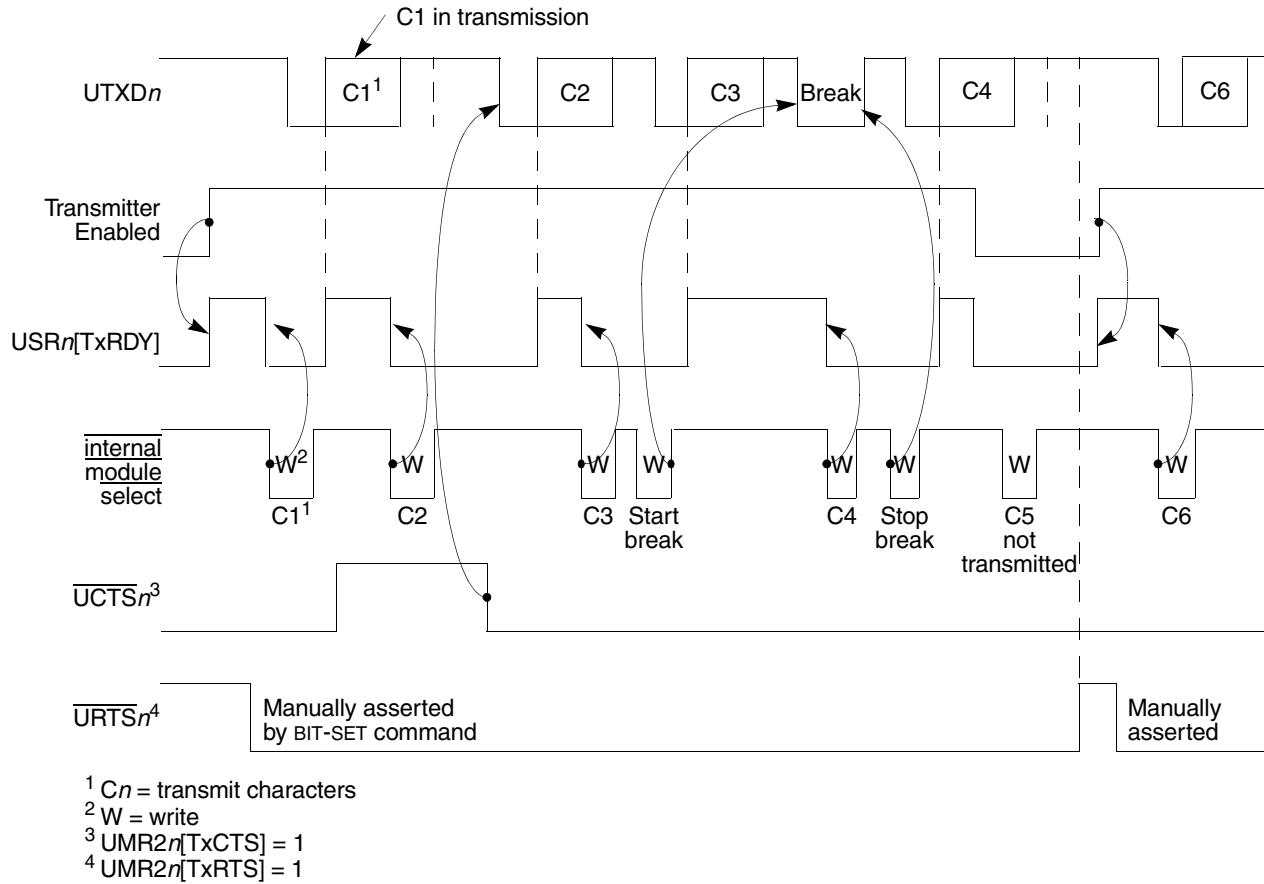 C1 in transmission
UTXDn
C1¹
C2
C3
Break
C4
C6
Transmitter
Enabled
USRn[TxRDY]
internal
module
select
W²
W
W
W
W
W
W
W
C1¹
C2
C3
Start
break
C4
Stop
break
C5
not
transmitted
C6
UCTSn³
URTSn⁴
Manually asserted
by BIT-SET command
Manually
asserted
¹ Cn = transmit characters
² W = write
³ UMR2n[TxCTS] = 1
⁴ UMR2n[TxRTS] = 1